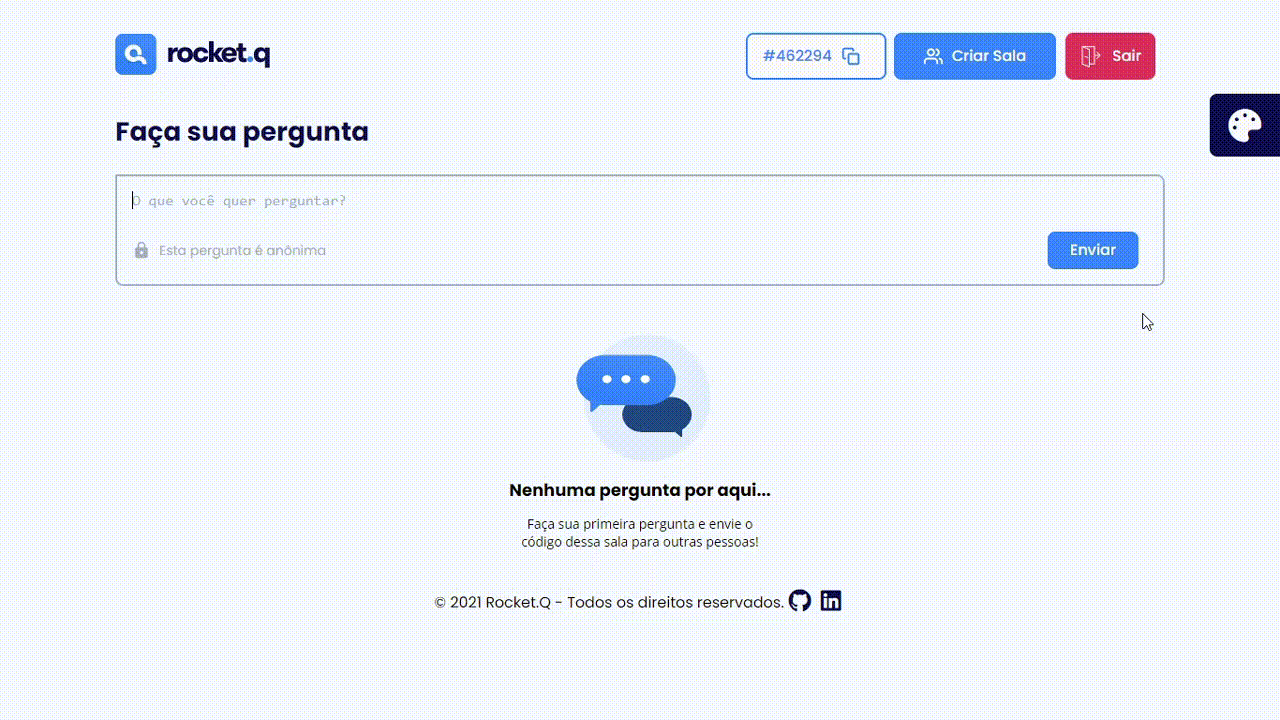 rocket.q
#462294
Criar Sala
Sair
Faça sua pergunta
O que você quer perguntar?
Esta pergunta é anônima
Enviar
Nenhuma pergunta por aqui...
Faça sua primeira pergunta e envie o
código dessa sala para outras pessoas!
© 2021 Rocket.Q - Todos os direitos reservados.